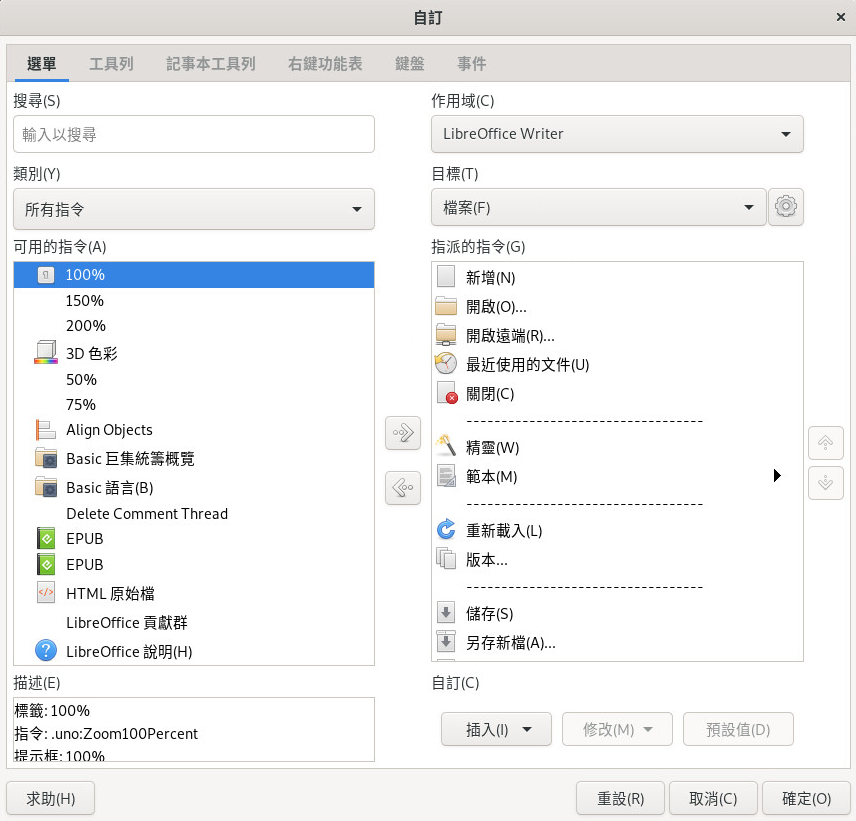 自訂
選單 工具列 記事本工具列 右鍵功能表 鍵盤 事件
搜尋(S)
輸入以搜尋
類別(Y)
所有指令
可用的指令(A)
100%
150%
200%
3D 色彩
50%
75%
Align Objects
Basic 巨集統籌概覽
Basic 語言(B)
Delete Comment Thread
EPUB
EPUB
HTML 原始檔
LibreOffice 貢獻群
LibreOffice 說明(H)
描述(E)
標籤: 100%
指令: .uno:Zoom100Percent
提示框: 100%
作用域(C)
LibreOffice Writer
目標(T)
檔案(F)
指派的指令(G)
新增(N)
開啟(O)...
開啟遠端(R)...
最近使用的文件(U)
關閉(C)
----------------------------------
精靈(W)
範本(M)
----------------------------------
重新載入(L)
版本...
----------------------------------
儲存(S)
另存新檔(A)...
自訂(C)
插入(I) 修改(M) 預設值(D)
求助(H) 重設(R) 取消(C) 確定(O)